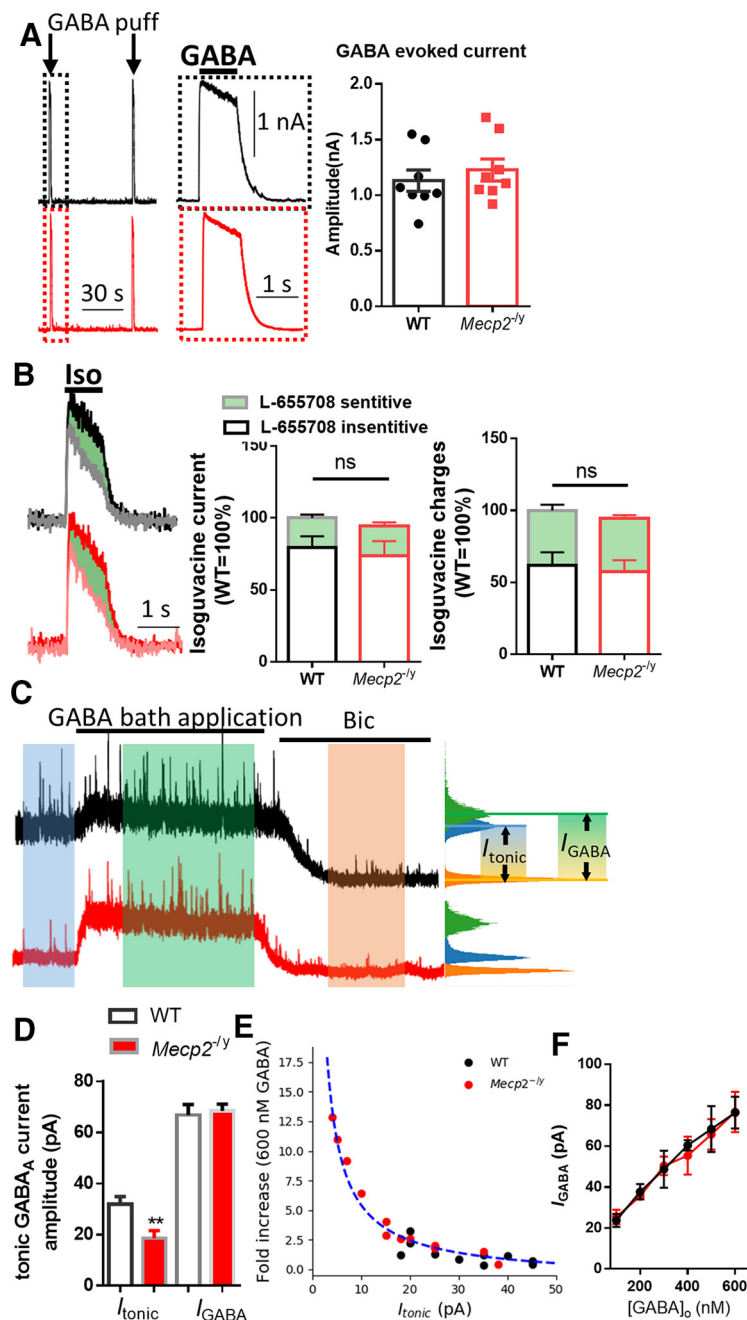 A
GABA puff
GABA
1 nA
30 s
1 s
GABA evoked current
Amplitude(nA)
2.0
1.5
1.0
0.5
0.0
WT
Mecp2-/y
B
Iso
1 s
L-655708 sentitive
L-655708 insentitive
Isoguvacine current
(WT=100%)
150
100
50
0
ns
WT
Mecp2-/y
Isoguvacine charges
(WT=100%)
150
100
50
0
ns
WT
Mecp2-/y
C
GABA bath application
Bic
Itonic
IGABA
D
WT
Mecp2-/y
tonic GABAA current
amplitude (pA)
80
60
40
20
0
**
Itonic
IGABA
E
Fold increase (600 nM GABA)
17.5
15.0
12.5
10.0
7.5
5.0
2.5
0.0
WT
Mecp2-/y
0 10 20 30 40 50
Itonic (pA)
F
IGABA (pA)
100
80
60
40
20
0
200 400 600
[GABA]o (nM)